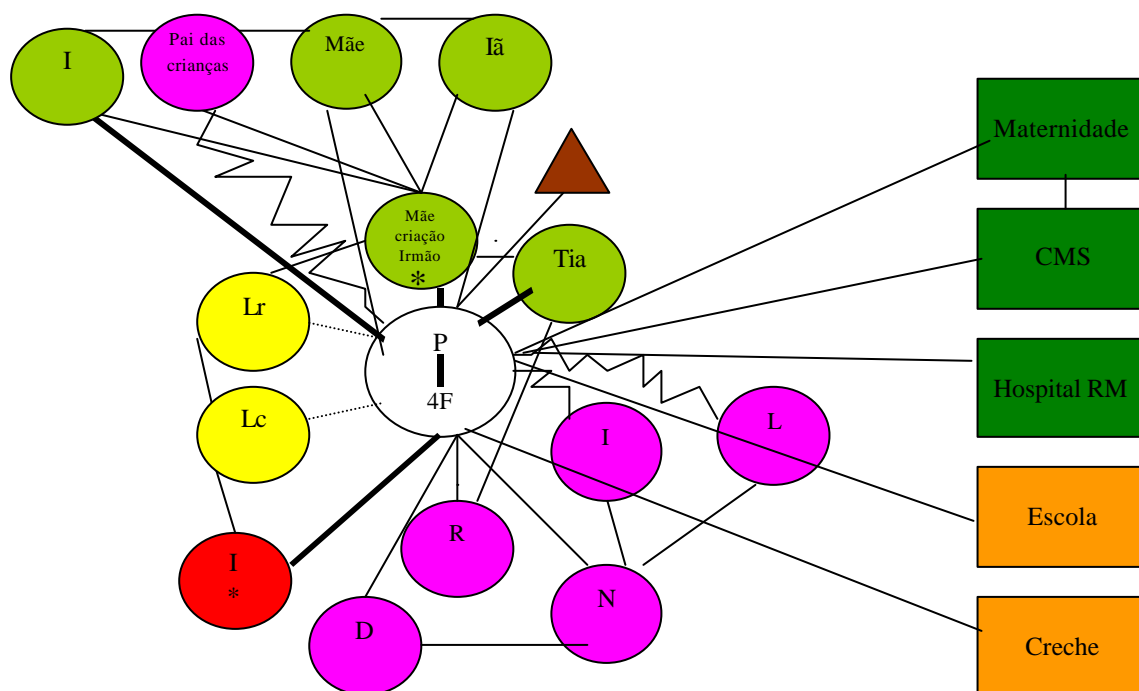 I
Pai das
crianças
Mãe
Iã
Maternidade
Mãe
criação
Irmão
*
Tia
CMS
Lr
P
4F
Hospital RM
Lc
I
L
R
Escola
I
*
N
D
Creche